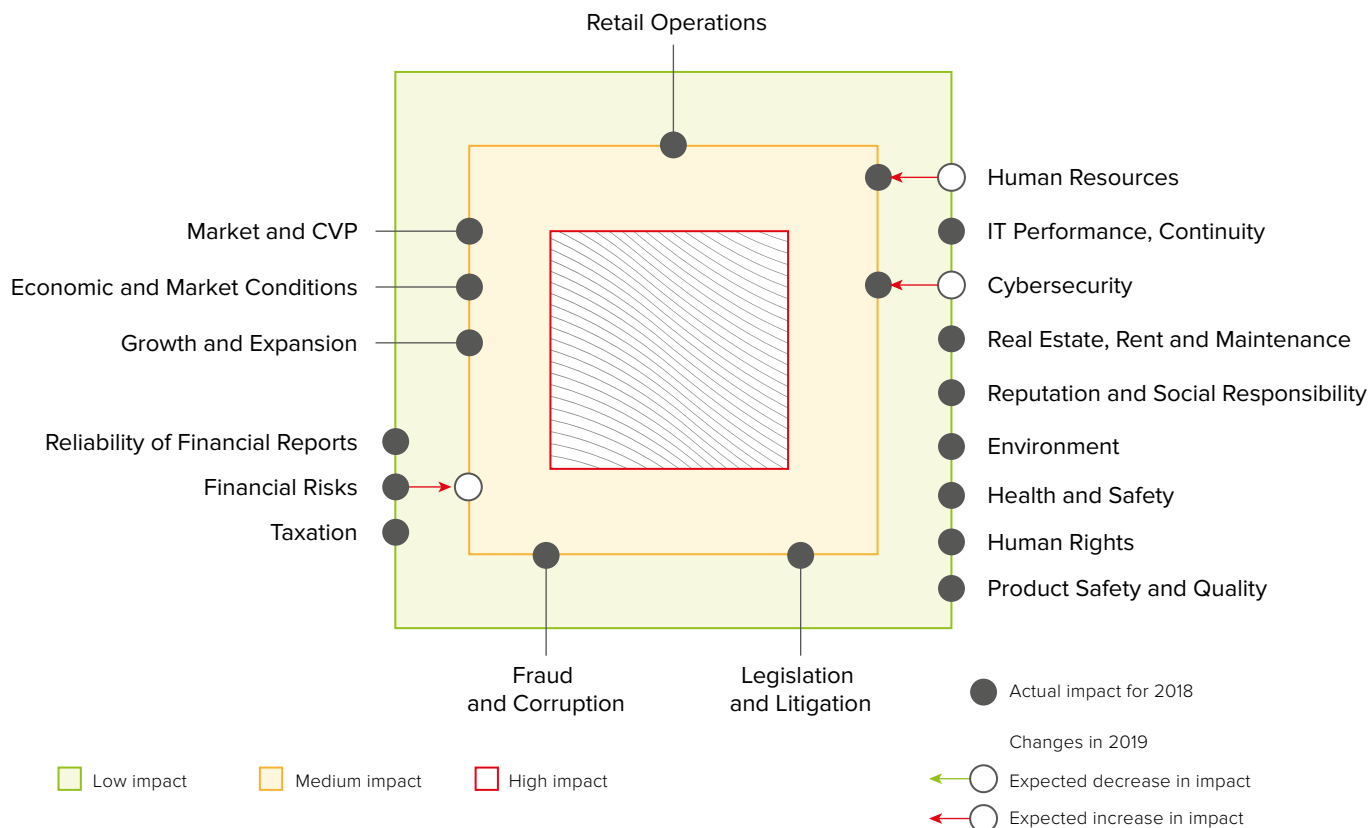 Retail Operations
Market and CVP
Economic and Market Conditions
Growth and Expansion
Reliability of Financial Reports
Financial Risks
Taxation
Human Resources
IT Performance, Continuity
Cybersecurity
Real Estate, Rent and Maintenance
Reputation and Social Responsibility
Environment
Health and Safety
Human Rights
Product Safety and Quality
Fraud
and Corruption
Legislation
and Litigation
Actual impact for 2018
Changes in 2019
Expected decrease in impact
Expected increase in impact
Low impact
Medium impact
High impact